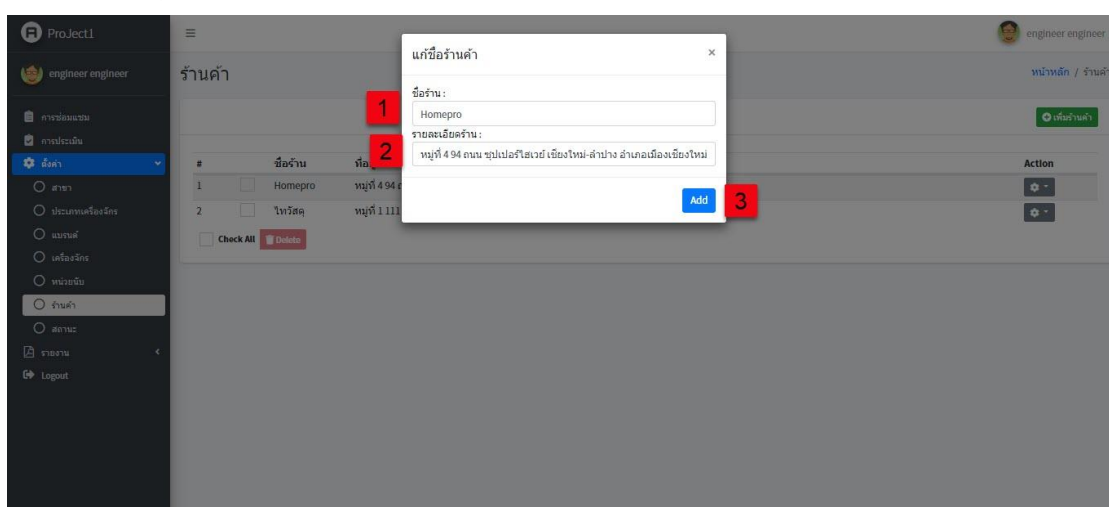 ProJect1
engineer engineer
engineer engineer
ร้านค้า
หน้าหลัก / ร้านค้า
การซ่อมแซม
การประเมิน
ตั้งค่า
สาขา
ประเภทเครื่องจักร
แบรนด์
เครื่องจักร
หน่วยนับ
ร้านค้า
สถานะ
รายงาน
Logout
เพิ่มร้านค้า
# ชื่อร้าน Action
1 Homepro หมู่ที่ 4 94
2 ไทวัสดุ หมู่ที่ 1 111
Check All Delete
แก้ชื่อร้านค้า ×
ชื่อร้าน :
1 Homepro
รายละเอียดร้าน :
2 หมู่ที่ 4 94 ถนน ซุปเปอร์ไฮเวย์ เชียงใหม่-ลำปาง อำเภอเมืองเชียงใหม่
Add 3